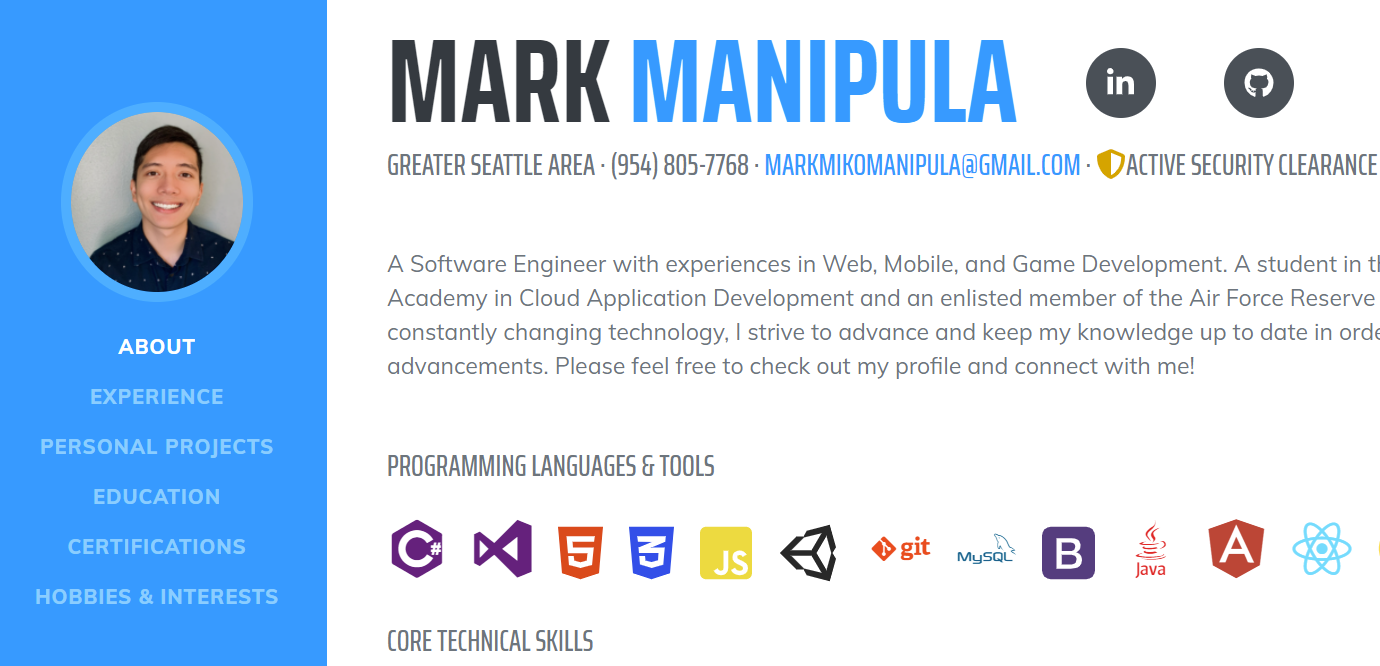 MARK MANIPULA
in
GREATER SEATTLE AREA · (954) 805-7768 · MARKMIKOMANIPULA@GMAIL.COM · ACTIVE SECURITY CLEARANCE
A Software Engineer with experiences in Web, Mobile, and Game Development. A student in
Academy in Cloud Application Development and an enlisted member of the Air Force Reserve
constantly changing technology, I strive to advance and keep my knowledge up to date in
advancements. Please feel free to check out my profile and connect with me!
ABOUT
EXPERIENCE
PERSONAL PROJECTS
EDUCATION
CERTIFICATIONS
HOBBIES & INTERESTS
PROGRAMMING LANGUAGES & TOOLS
C# 5 3 JS git MySQL B Java A
CORE TECHNICAL SKILLS